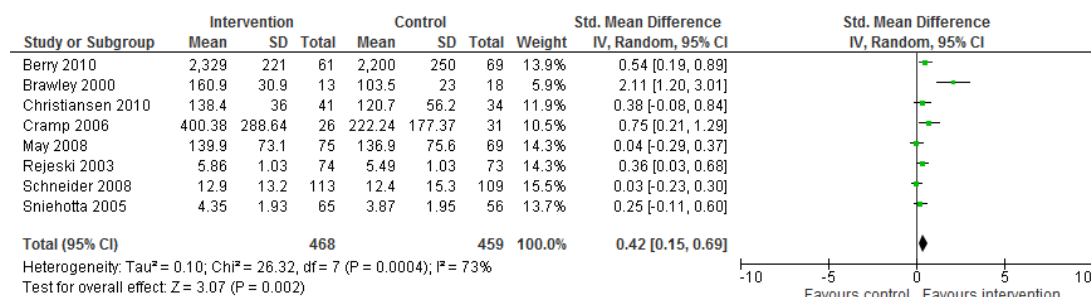 Intervention Control Std. Mean Difference Std. Mean Difference
Study or Subgroup Mean SD Total Mean SD Total Weight IV, Random, 95% CI IV, Random, 95% CI
Berry 2010 2,329 221 61 2,200 250 69 13.9% 0.54 [0.19, 0.89]
Brawley 2000 160.9 30.9 13 103.5 23 18 5.9% 2.11 [1.20, 3.01]
Christiansen 2010 138.4 36 41 120.7 56.2 34 11.9% 0.38 [-0.08, 0.84]
Cramp 2006 400.38 288.64 26 222.24 177.37 31 10.5% 0.75 [0.21, 1.29]
May 2008 139.9 73.1 75 136.9 75.6 69 14.2% 0.04 [-0.29, 0.37]
Rejeski 2003 5.86 1.03 74 5.49 1.03 73 14.3% 0.36 [0.03, 0.68]
Schneider 2008 12.9 13.2 113 12.4 15.3 109 15.5% 0.03 [-0.23, 0.30]
Sniehotta 2005 4.35 1.93 65 3.87 1.95 56 13.7% 0.25 [-0.11, 0.60]
Total (95% CI) 468 459 100.0% 0.42 [0.15, 0.69]
Heterogeneity: Tau² = 0.10; Chi² = 26.32, df = 7 (P = 0.0004); I² = 73%
Test for overall effect: Z = 3.07 (P = 0.002)
-10 -5 0 5 10
Favours control Favours intervention